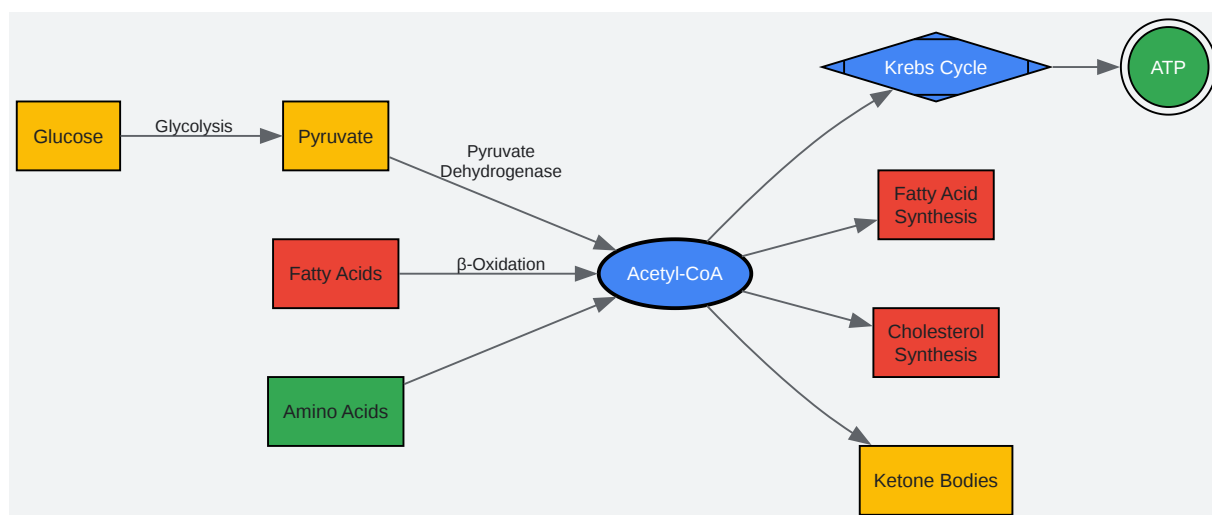 Glucose
Glycolysis
Pyruvate
Pyruvate
Dehydrogenase
Fatty Acids
β-Oxidation
Amino Acids
Acetyl-CoA
Krebs Cycle
ATP
Fatty Acid
Synthesis
Cholesterol
Synthesis
Ketone Bodies